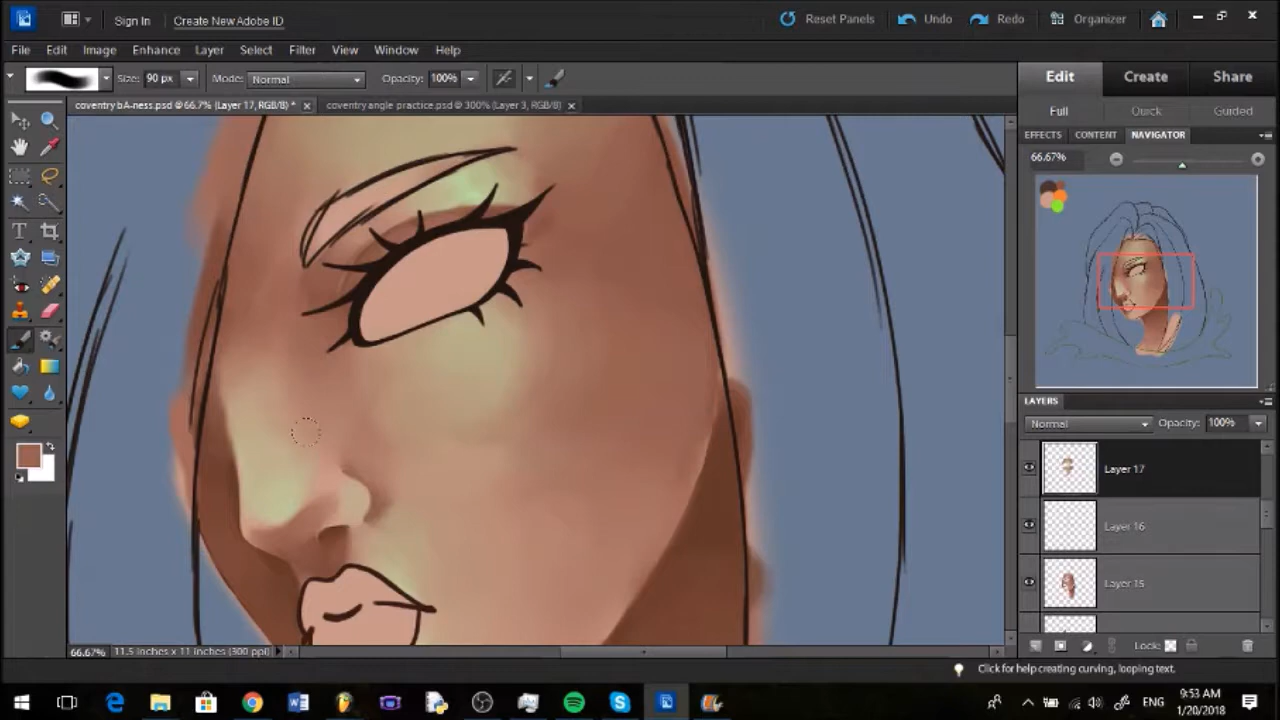 Sign In Create New Adobe ID Reset Panels Undo Redo Organizer
File Edit Image Enhance Layer Select Filter View Window Help
Size: 90 px Mode: Normal Opacity: 100%
Edit Create Share
coventry bA-ness.psd @ 66.7% (Layer 17, RGB/8) * coventry angle practice.psd @ 300% (Layer 3, RGB/8)
Full Quick Guided
EFFECTS CONTENT NAVIGATOR
66.67%
LAYERS
Normal Opacity: 100%
Layer 17
Layer 16
Layer 15
Lock:
66.67% 11.5 inches x 11 inches (300 ppi)
Click for help creating curving, looping text.
ENG
9:53 AM
1/20/2018